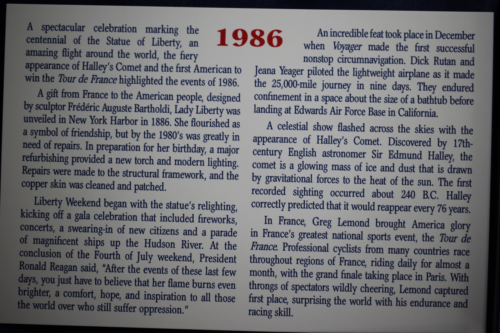 1986
A spectacular celebration marking the
centennial of the Statue of Liberty, an
amazing flight around the world, the fiery
appearance of Halley's Comet and the first American to
win the Tour de France highlighted the events of 1986.
A gift from France to the American people, designed
by sculptor Frédéric Auguste Bartholdi, Lady Liberty was
unveiled in New York Harbor in 1886. She flourished as
a symbol of friendship, but by the 1980's was greatly in
need of repairs. In preparation for her birthday, a major
refurbishing provided a new torch and modern lighting.
Repairs were made to the structural framework, and the
copper skin was cleaned and patched.
Liberty Weekend began with the statue's relighting,
kicking off a gala celebration that included fireworks,
concerts, a swearing-in of new citizens and a parade
of magnificent ships up the Hudson River. At the
conclusion of the Fourth of July weekend, President
Ronald Reagan said, "After the events of these last few
days, you just have to believe that her flame burns even
brighter, a comfort, hope, and inspiration to all those
the world over who still suffer oppression."
An incredible feat took place in December
when Voyager made the first successful
nonstop circumnavigation. Dick Rutan and
Jeana Yeager piloted the lightweight airplane as it made
the 25,000-mile journey in nine days. They endured
confinement in a space about the size of a bathtub before
landing at Edwards Air Force Base in California.
A celestial show flashed across the skies with the
appearance of Halley's Comet. Discovered by 17th-
century English astronomer Sir Edmund Halley, the
comet is a glowing mass of ice and dust that is drawn
by gravitational forces to the heat of the sun. The first
recorded sighting occurred about 240 B.C. Halley
correctly predicted that it would reappear every 76 years.
In France, Greg Lemond brought America glory
in France's greatest national sports event, the Tour de
France. Professional cyclists from many countries race
throughout regions of France, riding daily for almost a
month, with the grand finale taking place in Paris. With
throngs of spectators wildly cheering, Lemond captured
first place, surprising the world with his endurance and
racing skill.